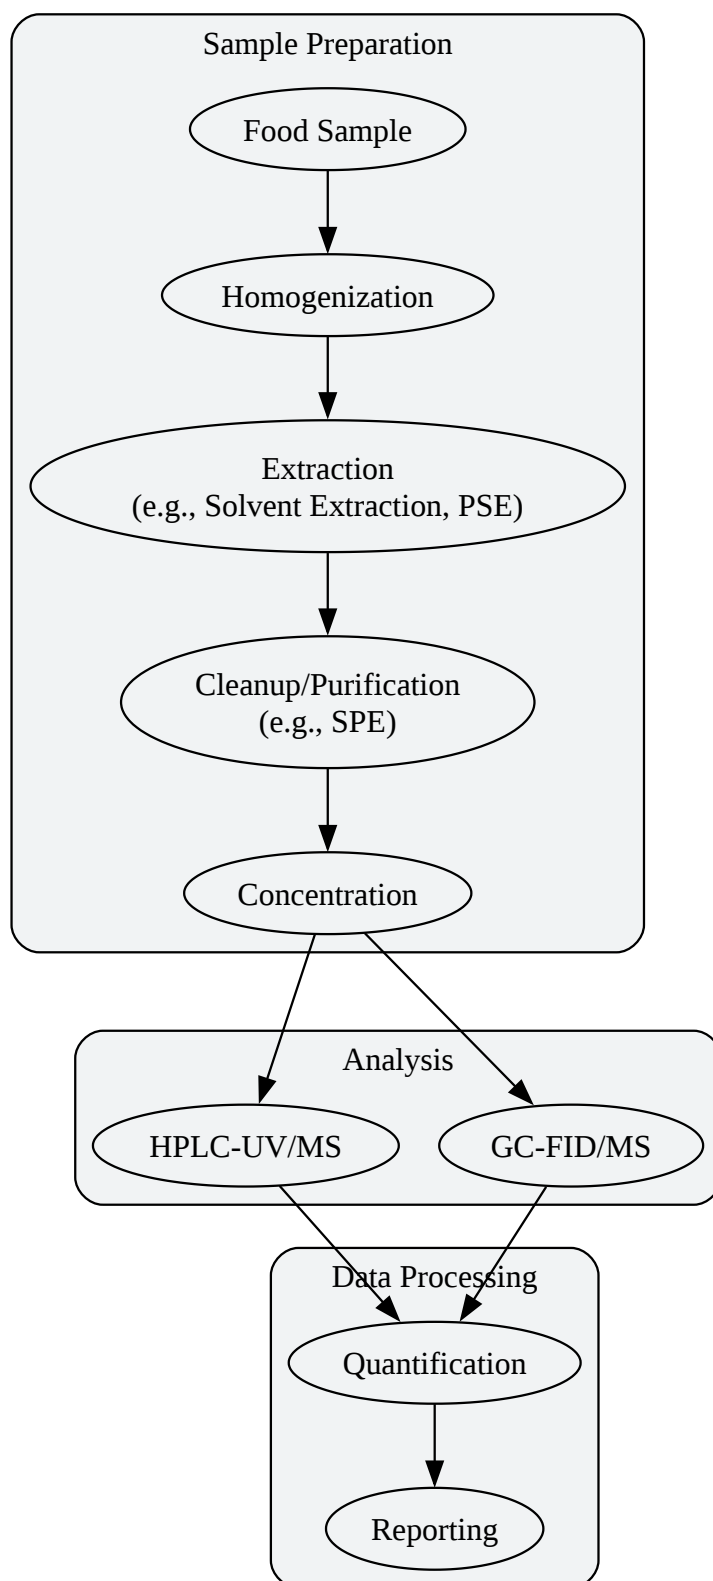 Sample Preparation
Food Sample
Homogenization
Extraction
(e.g., Solvent Extraction, PSE)
Cleanup/Purification
(e.g., SPE)
Concentration
Analysis
HPLC-UV/MS
GC-FID/MS
Data Processing
Quantification
Reporting